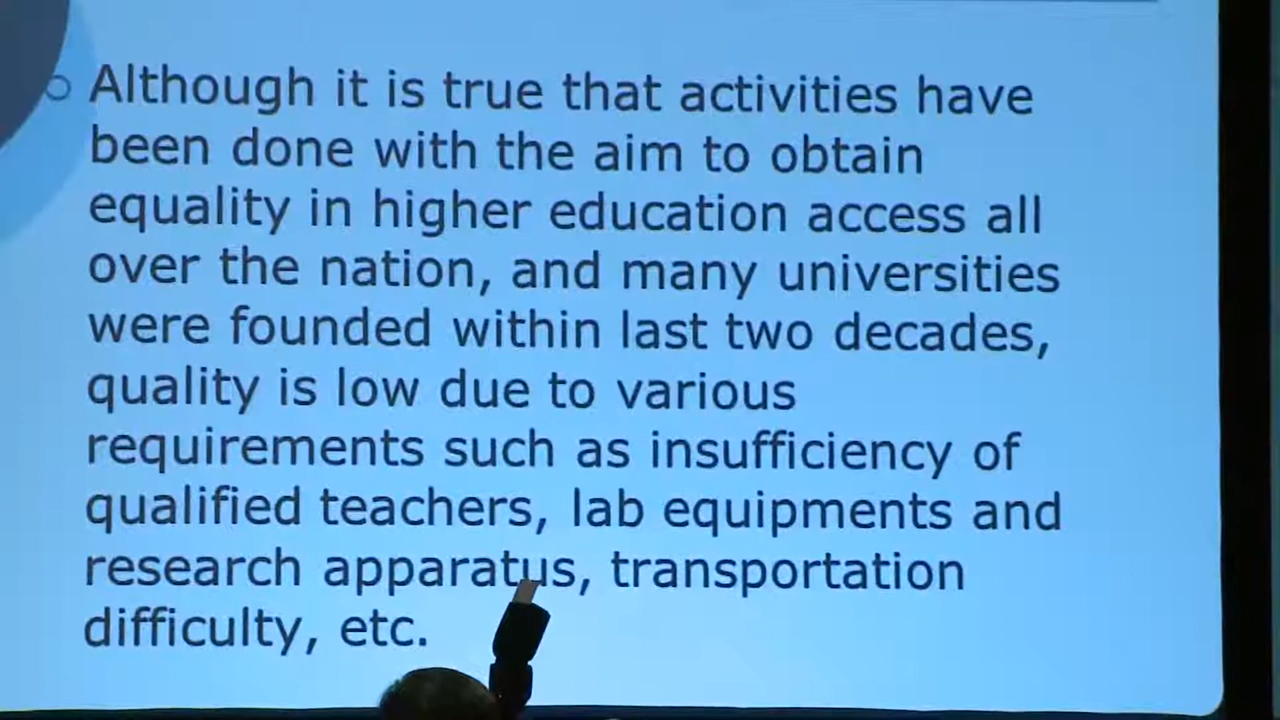 Although it is true that activities have
been done with the aim to obtain
equality in higher education access all
over the nation, and many universities
were founded within last two decades,
quality is low due to various
requirements such as insufficiency of
qualified teachers, lab equipments and
research apparatus, transportation
difficulty, etc.